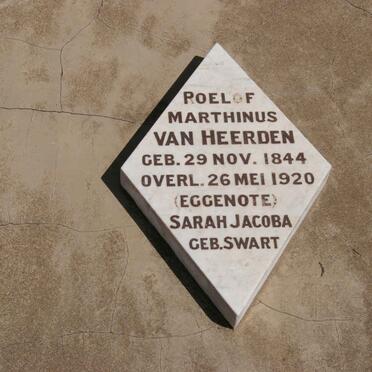 ROELOF
MARTHINUS
VAN HEERDEN
GEB. 29 NOV. 1844
OVERL. 26 MEI 1920
(EGGENOTE)
SARAH JACOBA
GEB. SWART